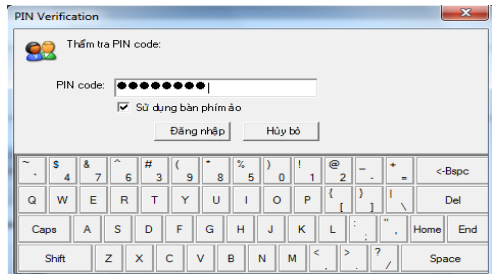 PIN Verification
Thẩm tra PIN code:
PIN code: ●●●●●●●●
Sử dụng bàn phím ảo
Đăng nhập Hủy bỏ
~ ` $ 4 & 7 ^ 6 # 3 ( 9 * 8 % 5 ) 0 ! 1 @ 2 _ - + = <-Bspc
Q W E R T Y U I O P { [ } ] | \ Del
Caps A S D F G H J K L : ; " ' Home End
Shift Z X C V B N M < , > . ? / Space